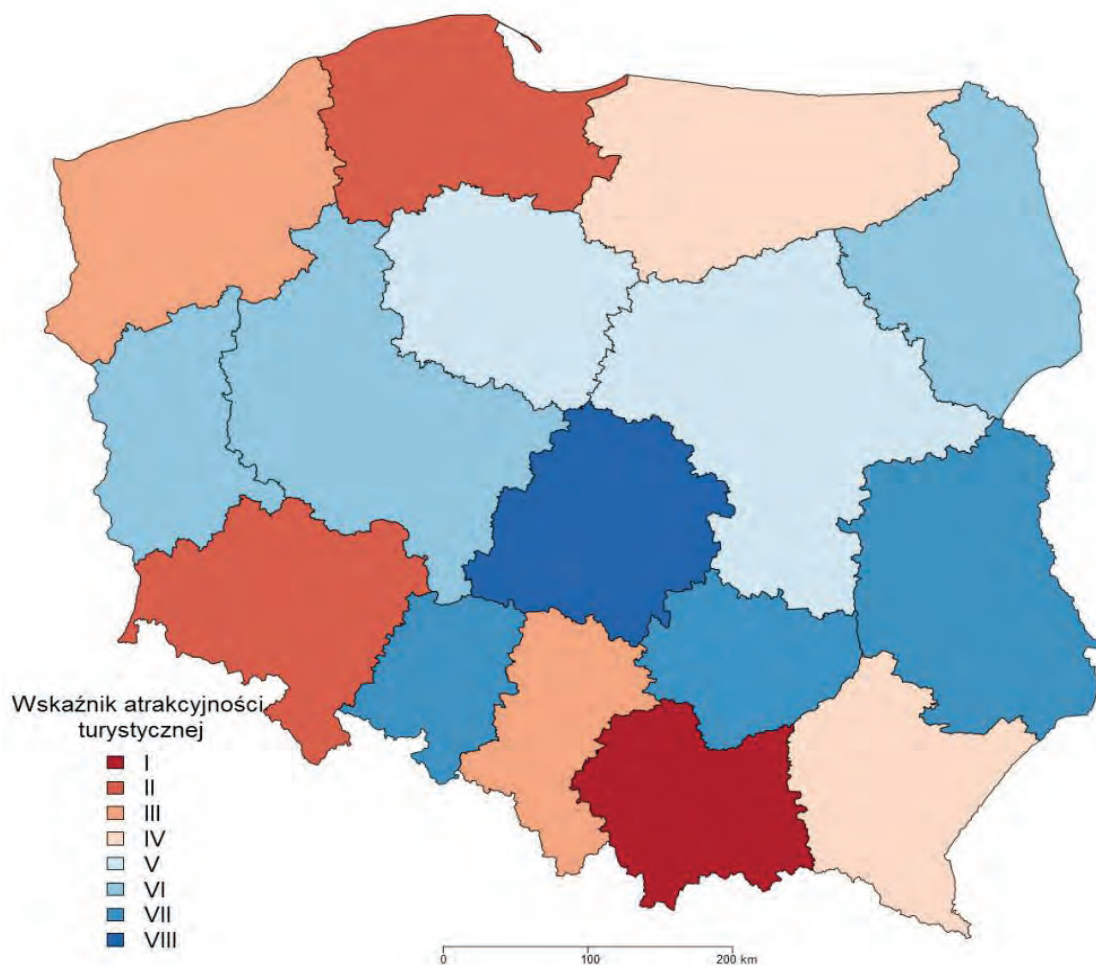 Wskaźnik atrakcyjności
turystycznej
I
II
III
IV
V
VI
VII
VIII
0 100 200 km